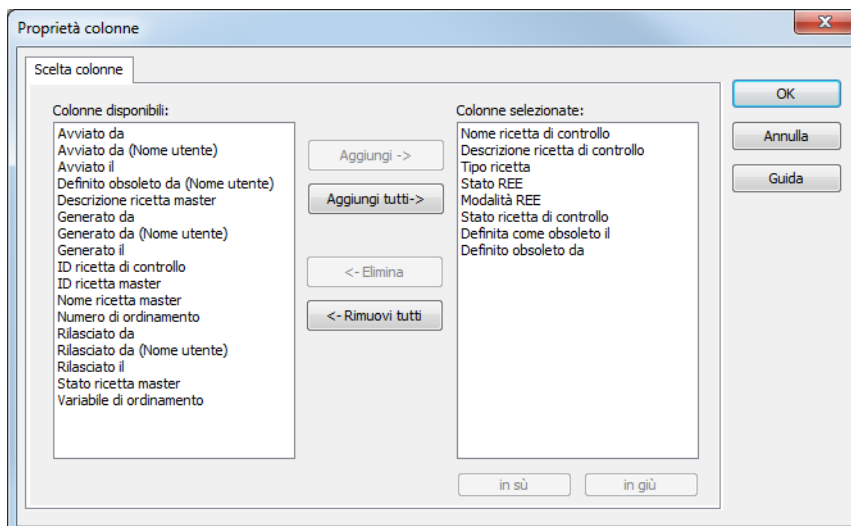 Proprietà colonne
Scelta colonne
Colonne disponibili:
Avviato da
Avviato da (Nome utente)
Avviato il
Definito obsoleto da (Nome utente)
Descrizione ricetta master
Generato da
Generato da (Nome utente)
Generato il
ID ricetta di controllo
ID ricetta master
Nome ricetta master
Numero di ordinamento
Rilasciato da
Rilasciato da (Nome utente)
Rilasciato il
Stato ricetta master
Variabile di ordinamento
Aggiungi ->
Aggiungi tutti->
<- Elimina
<- Rimuovi tutti
Colonne selezionate:
Nome ricetta di controllo
Descrizione ricetta di controllo
Tipo ricetta
Stato REE
Modalità REE
Stato ricetta di controllo
Definita come obsoleto il
Definito obsoleto da
in sù
in giù
OK
Annulla
Guida